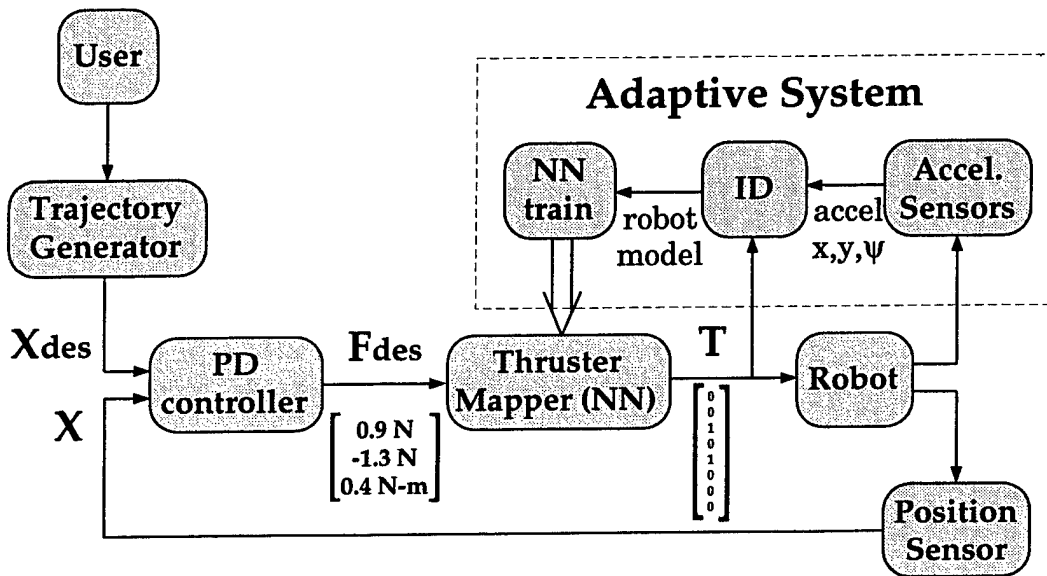 User
Adaptive System
NN
train
ID
Accel.
Sensors
robot
model
accel
x,y,ψ
Trajectory
Generator
Xdes
PD
controller
Fdes
Thruster
Mapper (NN)
T
Robot
X
0.9 N
-1.3 N
0.4 N-m
0
0
1
0
1
0
0
0
Position
Sensor